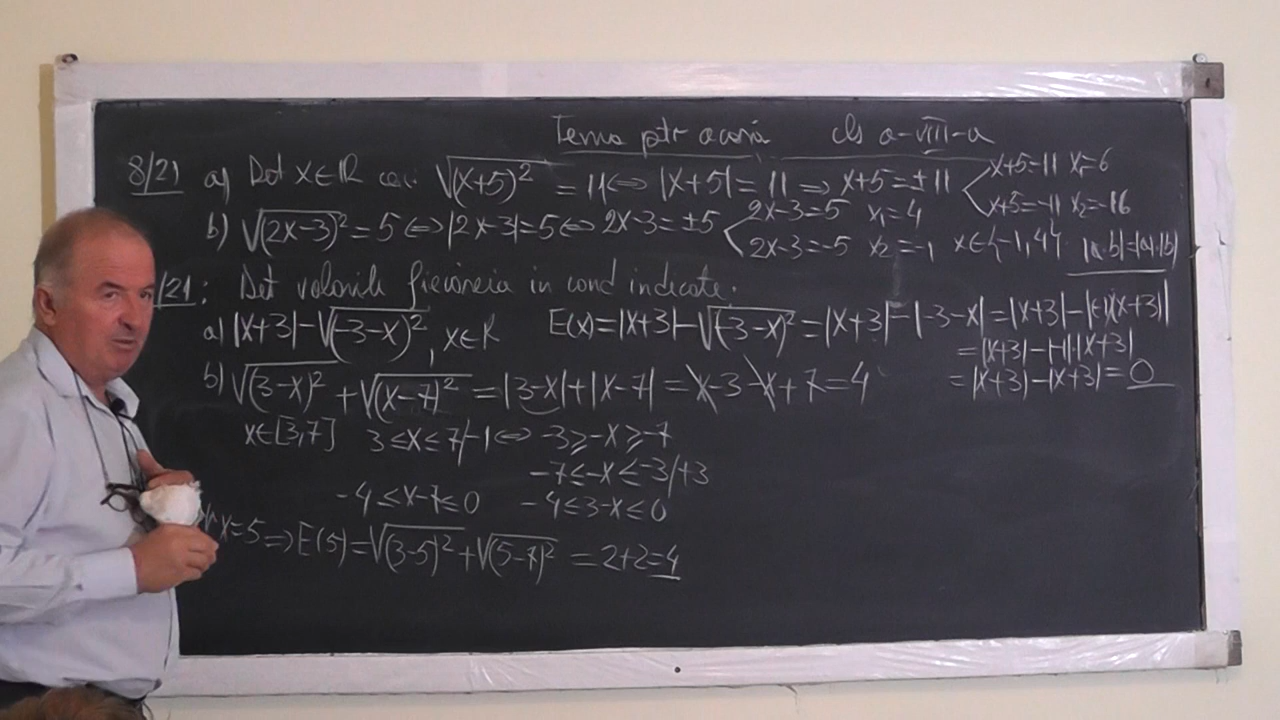 Tema ptr acasă cls a-VIII-a
8/21 a) Det x∈ℝ √(x+5)² = 11 ⇔ |x+5| = 11 ⇒ x+5 = ±11 x+5=11 x₁=6
x+5=-11 x₂=-16
b) √(2x-3)² = 5 ⇔ |2x-3|=5 ⇔ 2x-3=±5 2x-3=5 x₁=4
2x-3=-5 x₂=-1 x∈{-1,4} |a·b|=|a|·|b|
/21: Det valorile in cond indicate.
a) |x+3|-√(-3-x)², x∈ℝ E(x)=|x+3|-√(-3-x)² = |x+3|-|-3-x| = |x+3|-|(-1)(x+3)|
= |x+3|-|-1|·|x+3|
= |x+3|-|x+3| = 0
b) √(3-x)² + √(x-7)² = |3-x|+|x-7| = x-3-x+7=4
x∈[3,7] 3≤x≤7/·-1 ⇔ -3≥-x≥-7
-7≤-x≤-3/+3
-4≤x-7≤0 -4≤3-x≤0
x=5 ⇒ E(5)=√(3-5)²+√(5-7)² = 2+2=4